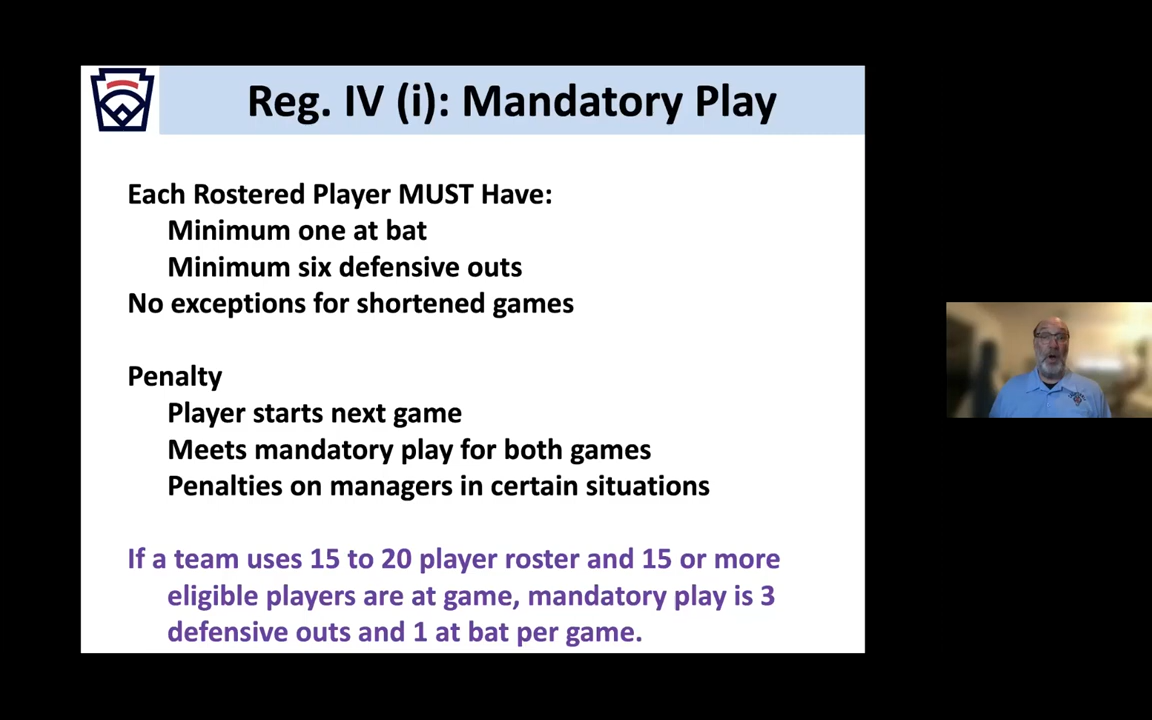 Reg. IV (i): Mandatory Play
Each Rostered Player MUST Have:
Minimum one at bat
Minimum six defensive outs
No exceptions for shortened games
Penalty
Player starts next game
Meets mandatory play for both games
Penalties on managers in certain situations
If a team uses 15 to 20 player roster and 15 or more
eligible players are at game, mandatory play is 3
defensive outs and 1 at bat per game.